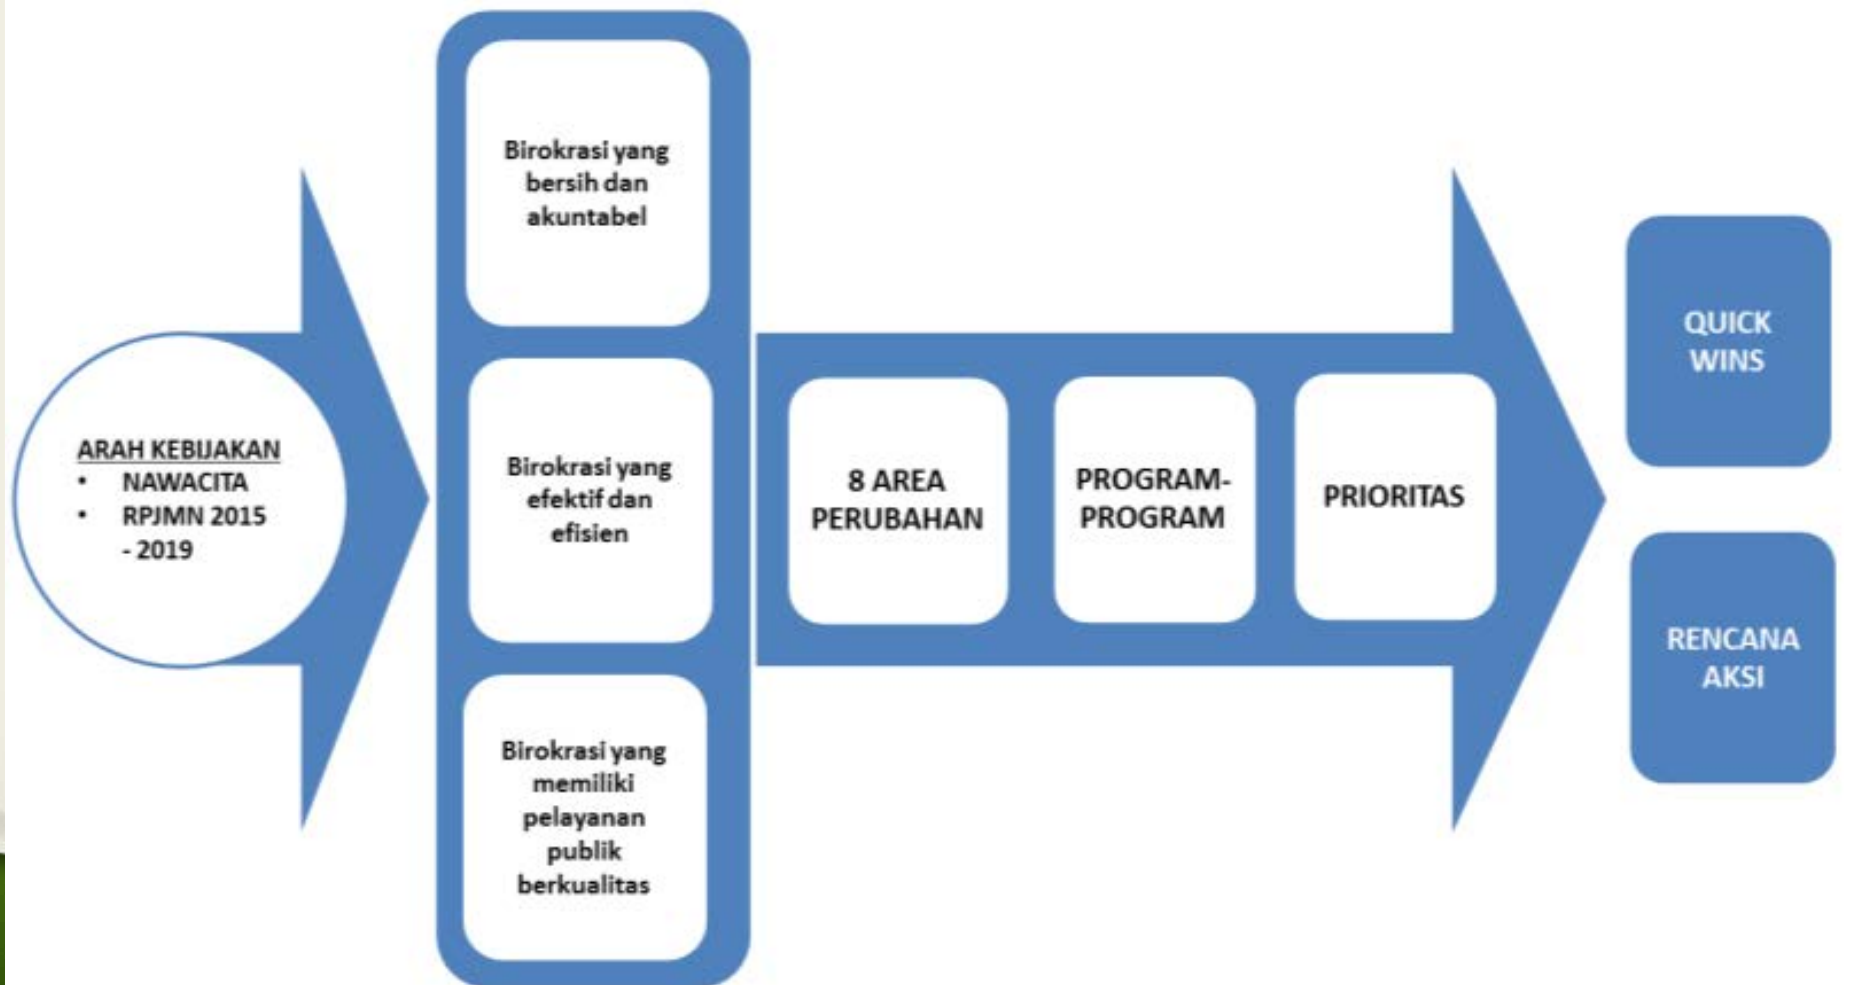 ARAH KEBIJAKAN
• NAWACITA
• RPJMN 2015
- 2019
Birokrasi yang
bersih dan
akuntabel
Birokrasi yang
efektif dan
efisien
Birokrasi yang
memiliki
pelayanan
publik
berkualitas
8 AREA
PERUBAHAN
PROGRAM-
PROGRAM
PRIORITAS
QUICK
WINS
RENCANA
AKSI